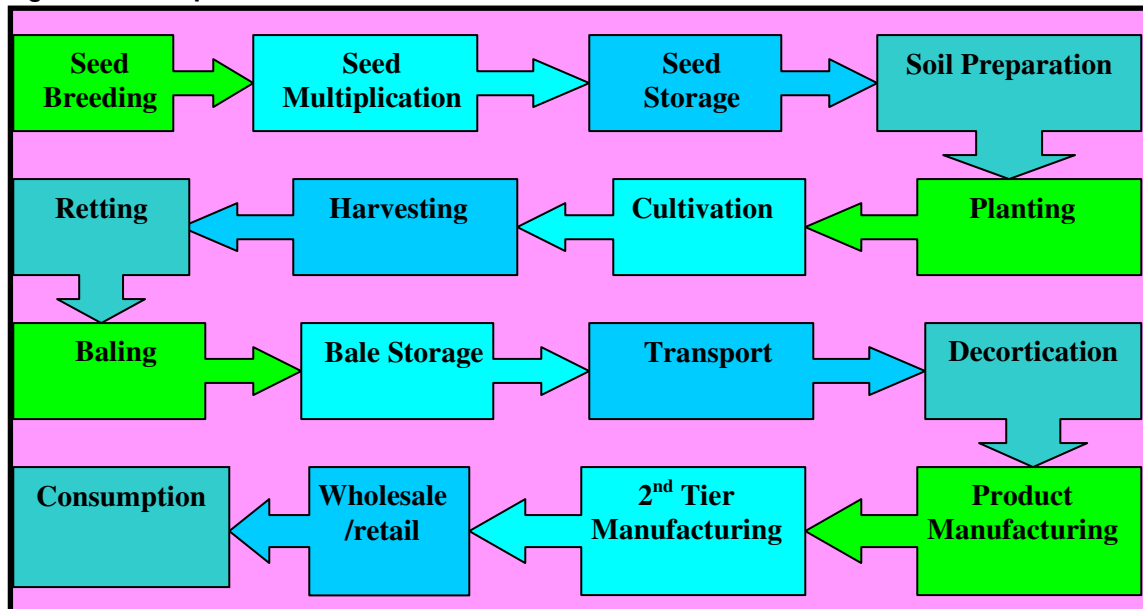 Seed
Breeding
Seed
Multiplication
Seed
Storage
Soil Preparation
Retting
Harvesting
Cultivation
Planting
Baling
Bale Storage
Transport
Decortication
Consumption
Wholesale
/retail
2nd Tier
Manufacturing
Product
Manufacturing